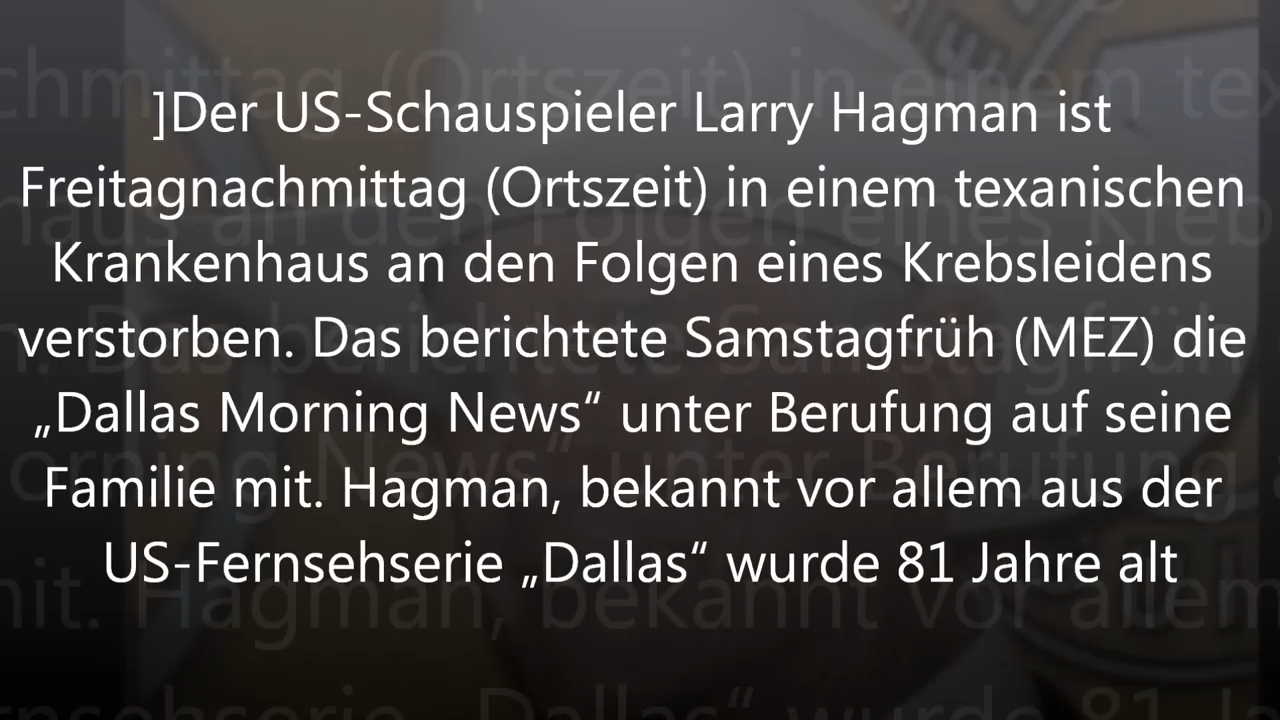 ]Der US-Schauspieler Larry Hagman ist
Freitagnachmittag (Ortszeit) in einem texanischen
Krankenhaus an den Folgen eines Krebsleidens
verstorben. Das berichtete Samstagfrüh (MEZ) die
„Dallas Morning News“ unter Berufung auf seine
Familie mit. Hagman, bekannt vor allem aus der
US-Fernsehserie „Dallas“ wurde 81 Jahre alt